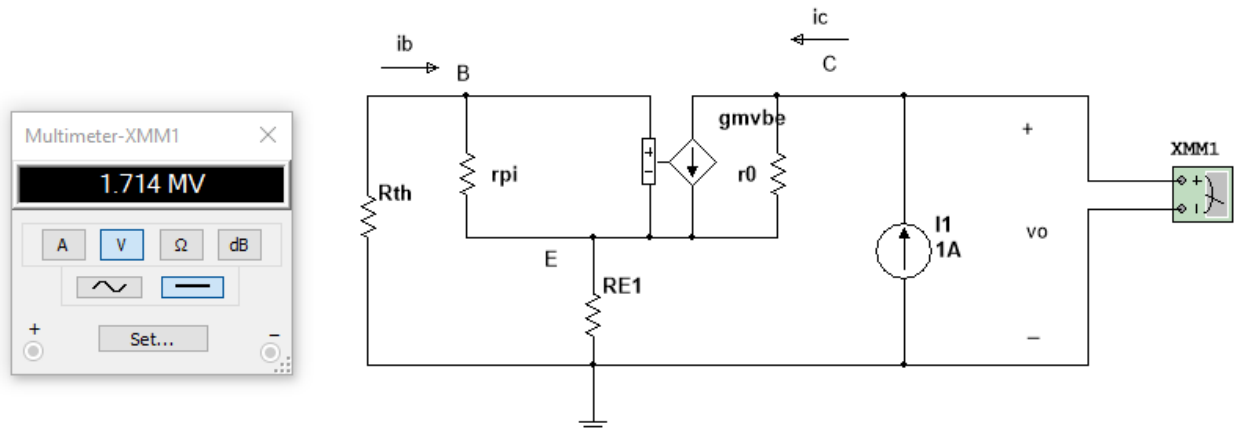 Multimeter-XMM1
1.714 MV
A
V
Ω
dB
+
Set...
−
ib
B
ic
C
gmvbe
+
−
Rth
rpi
r0
E
RE1
I1
1A
+
vo
−
XMM1
+